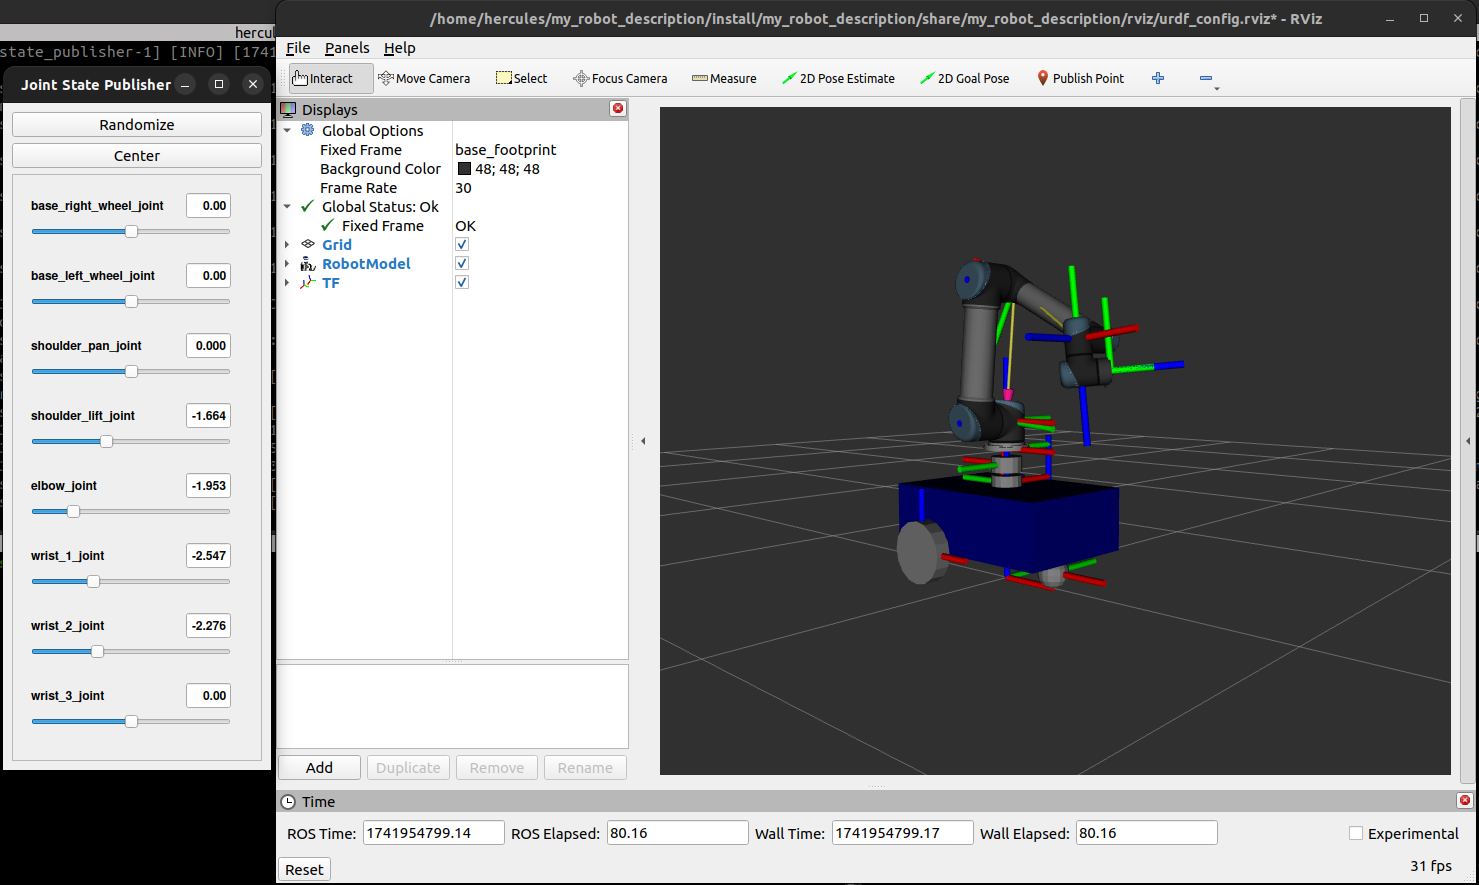 hercul
state_publisher-1] [INFO] [1741
Joint State Publisher
Randomize
Center
base_right_wheel_joint 0.00
base_left_wheel_joint 0.00
shoulder_pan_joint 0.000
shoulder_lift_joint -1.664
elbow_joint -1.953
wrist_1_joint -2.547
wrist_2_joint -2.276
wrist_3_joint 0.00
/home/hercules/my_robot_description/install/my_robot_description/share/my_robot_description/rviz/urdf_config.rviz* - RViz
File Panels Help
Interact Move Camera Select Focus Camera Measure 2D Pose Estimate 2D Goal Pose Publish Point
Displays
Global Options
Fixed Frame base_footprint
Background Color 48; 48; 48
Frame Rate 30
Global Status: Ok
Fixed Frame OK
Grid
RobotModel
TF
Add Duplicate Remove Rename
Time
ROS Time: 1741954799.14 ROS Elapsed: 80.16 Wall Time: 1741954799.17 Wall Elapsed: 80.16 Experimental
Reset 31 fps